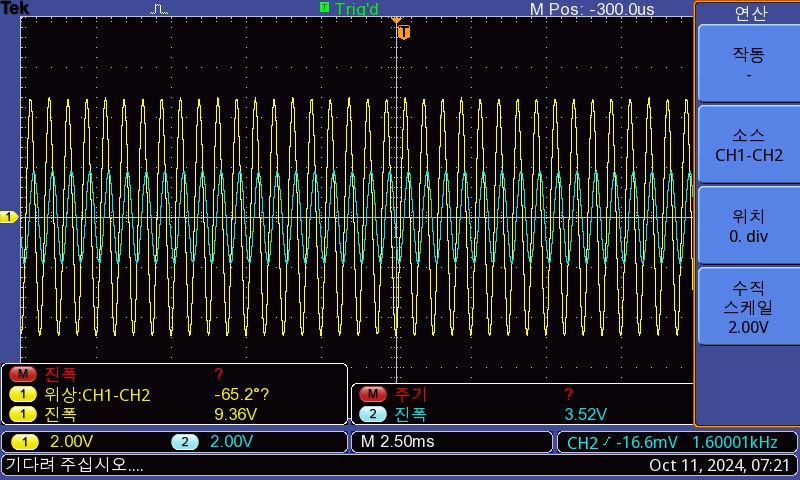 Tek
T Trig'd
M Pos: -300.0us
연산
T
작동
-
소스
CH1-CH2
1
위치
0. div
수직
스케일
2.00V
M 진폭 ?
1 위상:CH1-CH2 -65.2°?
1 진폭 9.36V
M 주기 ?
2 진폭 3.52V
1 2.00V 2 2.00V
M 2.50ms
CH2 -16.6mV 1.60001kHz
기다려 주십시오....
Oct 11, 2024, 07:21